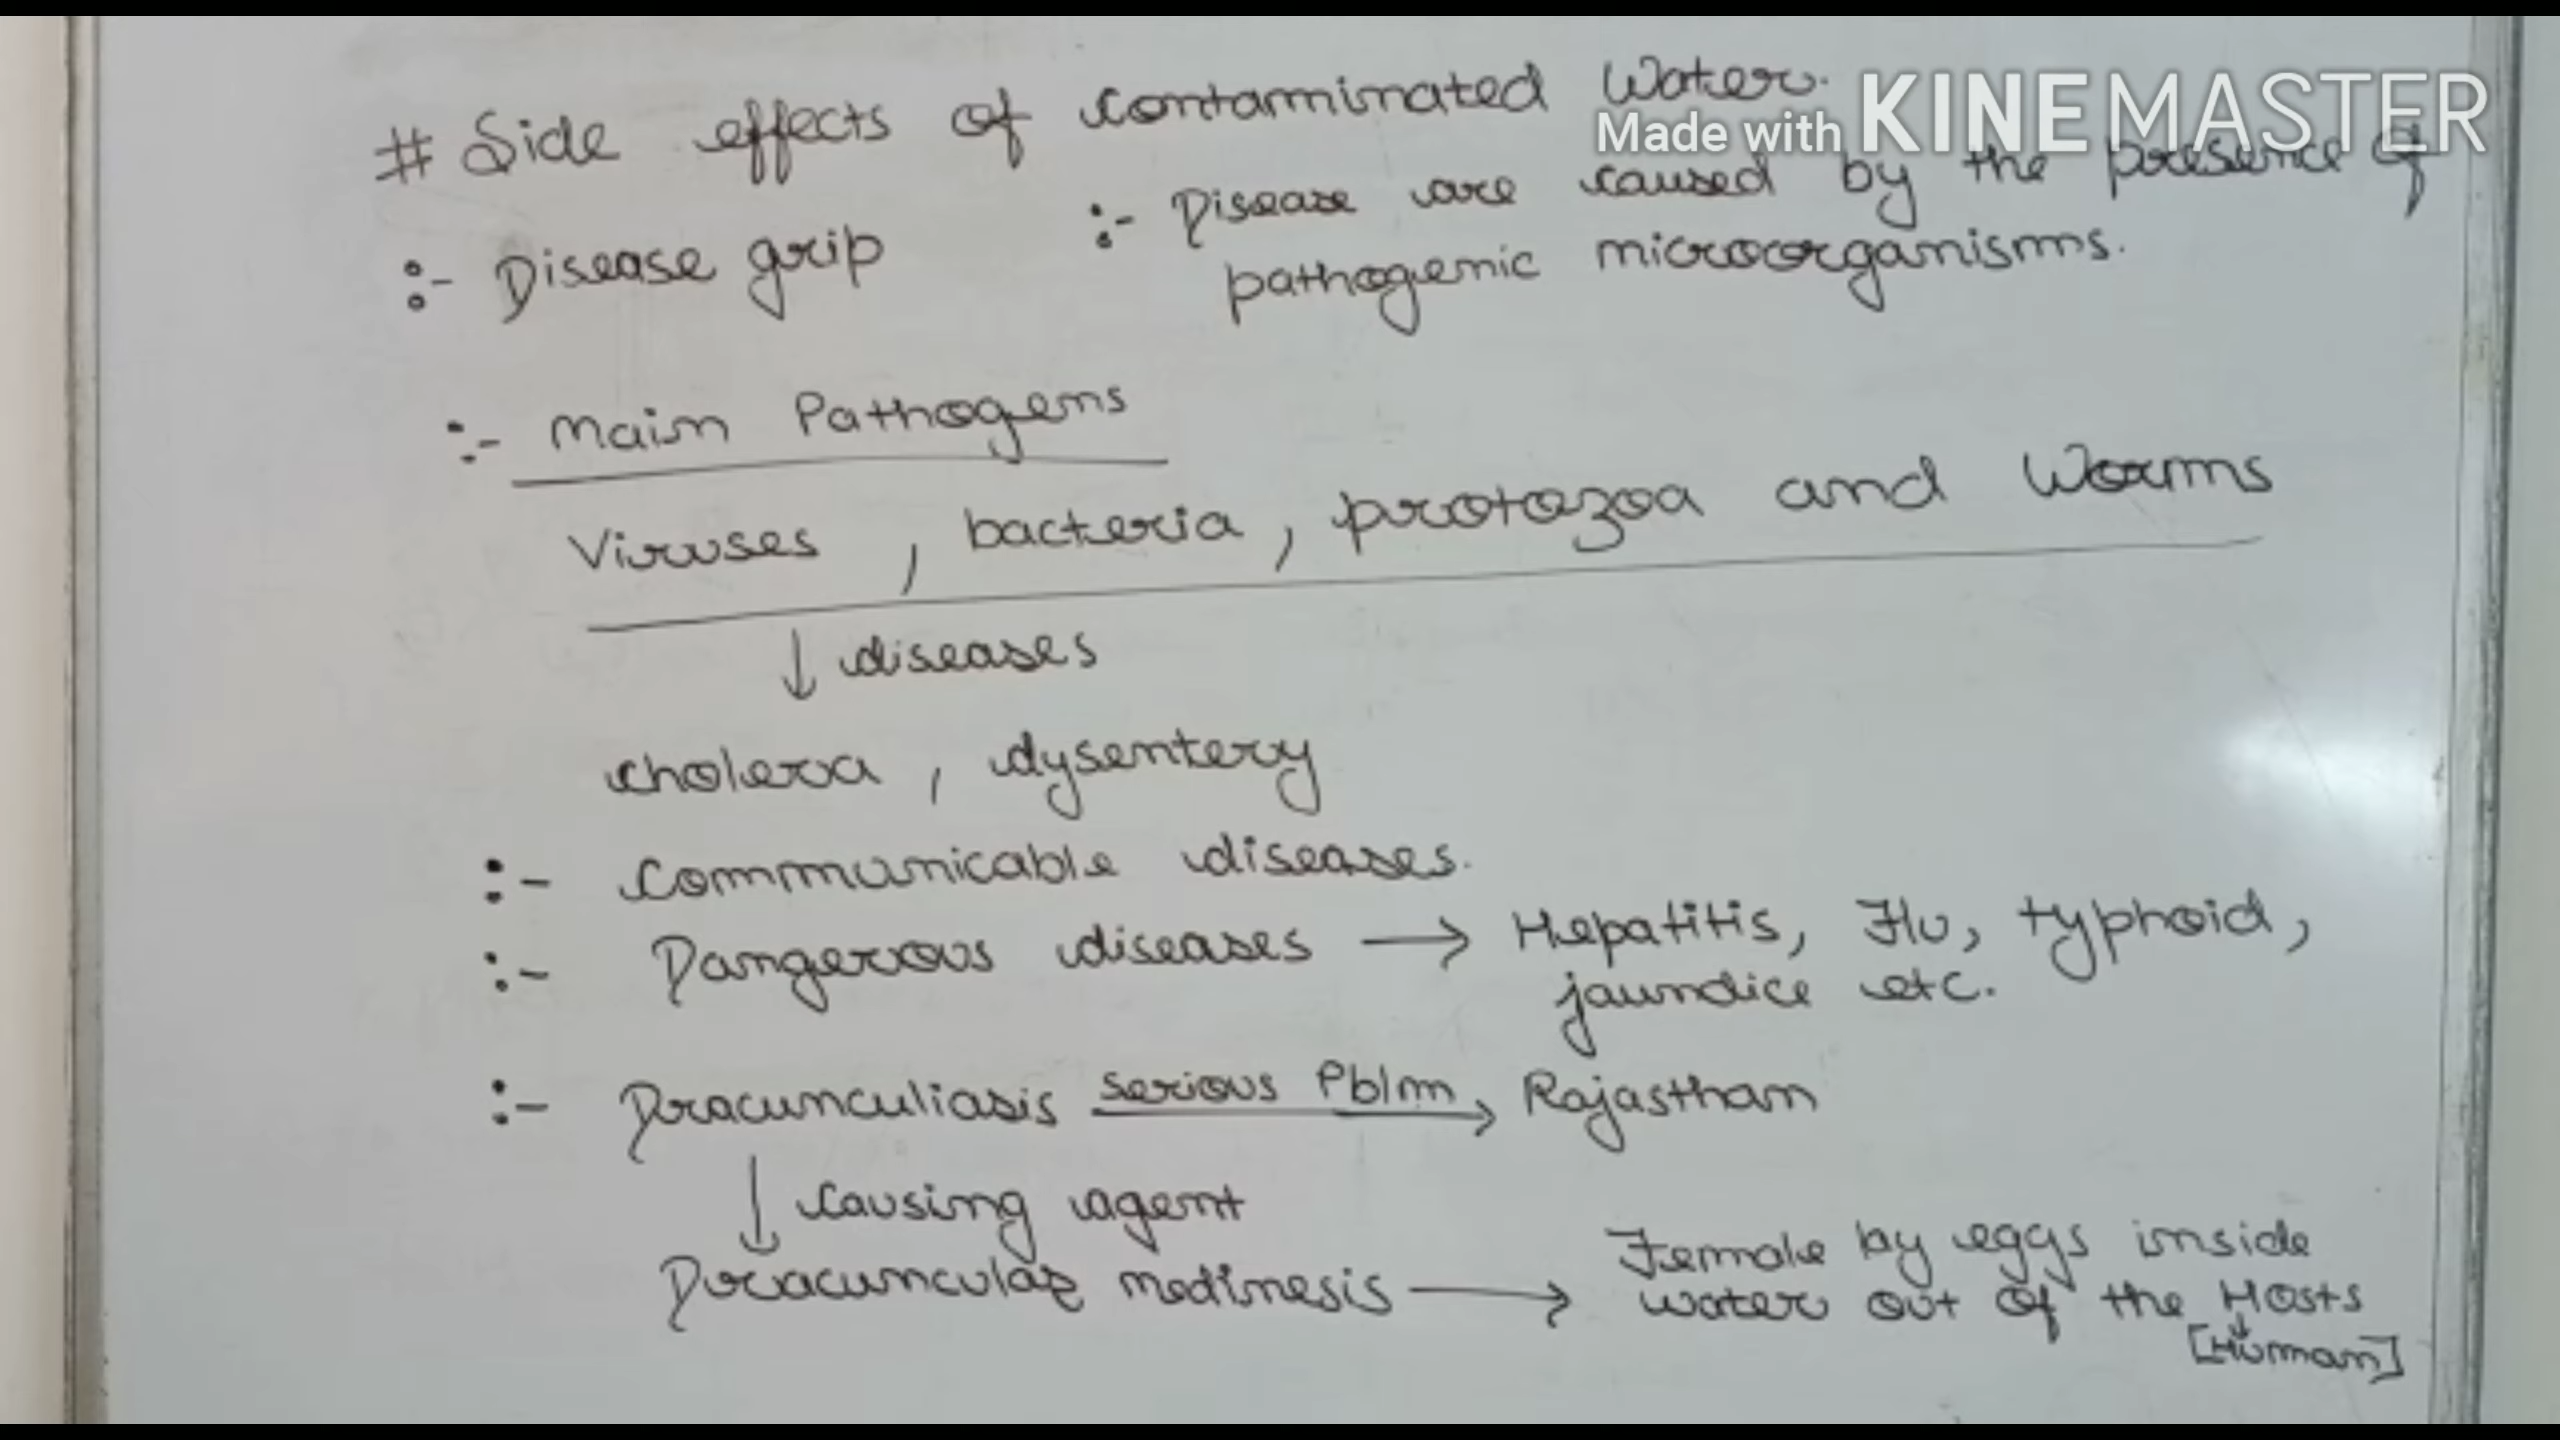 # Side effects of contaminated Water.
Made with KINEMASTER
:- Disease grip
:- Disease are caused by the presence of
pathogenic microorganisms.
:- Main Pathogens
Viruses , bacteria , protozoa and Worms
↓ diseases
cholera , dysentery
:- Communicable diseases.
:- Dangerous diseases → Hepatitis, Flu, typhoid,
jaundice etc.
:- Dracunculiasis serious Pblm → Rajasthan
↓ causing agent
Dracunculas medinesis → Female by eggs inside
water out of the Hosts
↓
[Human]